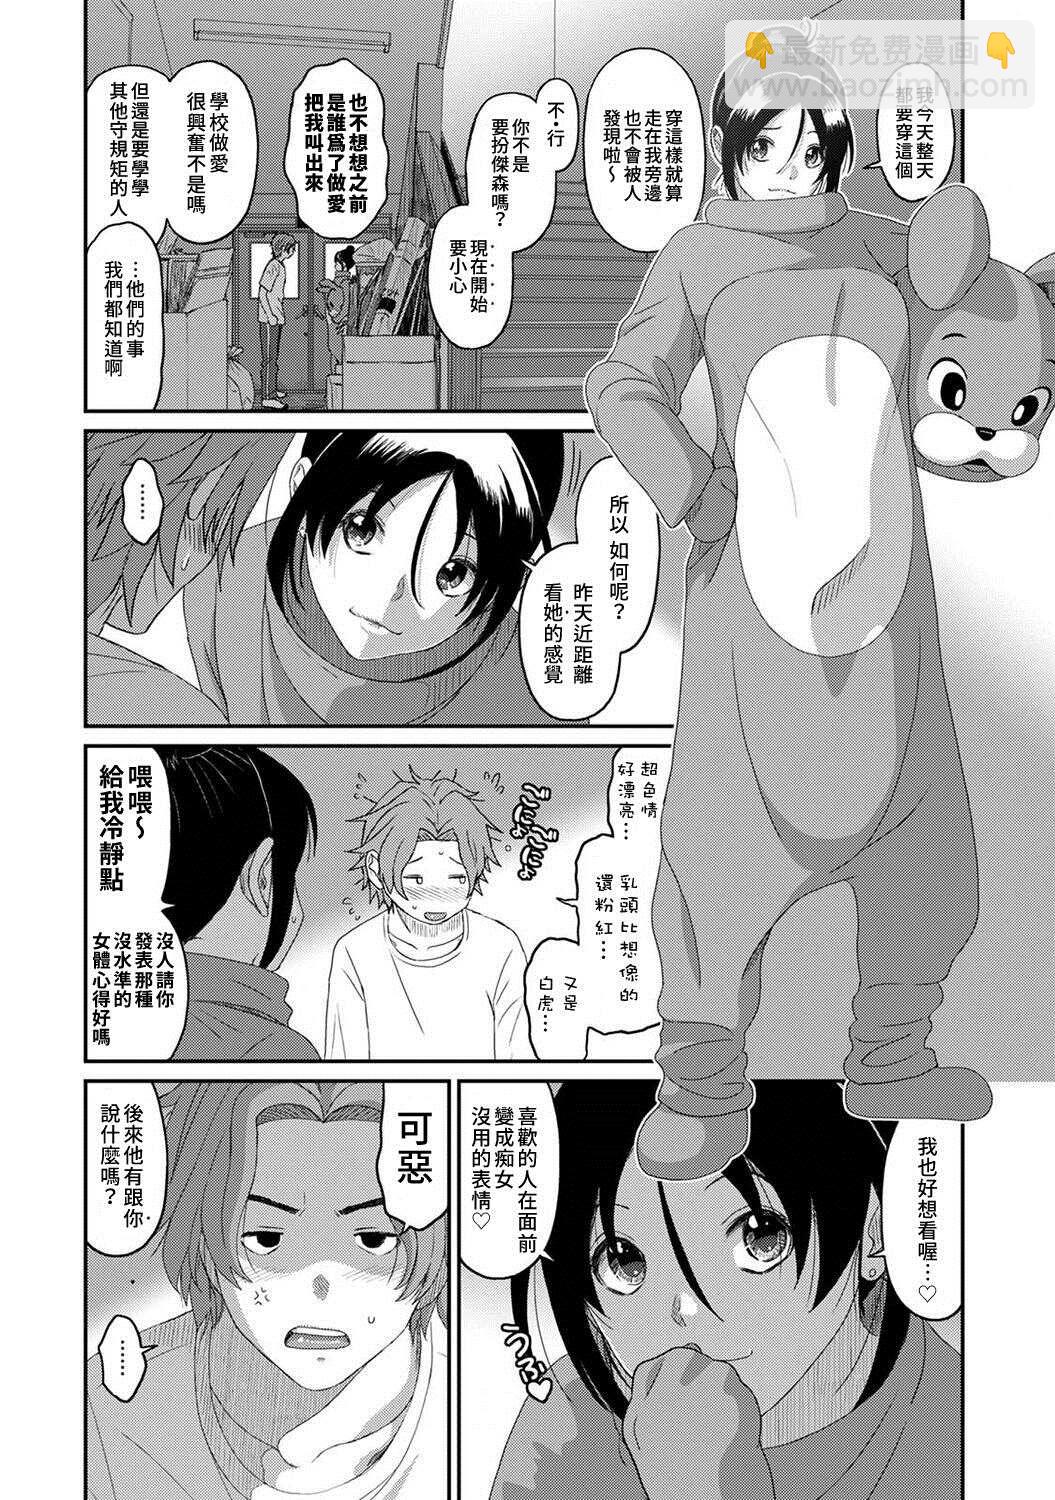 👇最新免费漫画👇
baozimh.com
我今天整天
都要穿這個
穿這樣就算
走在我旁邊
也不會被人
發現啦～
不·行
你不是
要扮傑森嗎？
現在開始
要小心
也不想想之前
是誰爲了做愛
把我叫出來
學校做愛
很興奮不是嗎
但還是要學學
其他守規矩的人
…他們的事
我們都知道啊
所以 如何呢？
昨天近距離
看她的感覺
……
超色情
好漂亮…
乳頭比想像的
還粉紅…
又是
白虎…
喂喂～
給我冷靜點
沒人請你
發表那種
沒水準的
女體心得好嗎
我也好想看喔…♡
喜歡的人在面前
變成痴女
沒用的表情♡
うふ♡
可惡
後來他有跟你
說什麼嗎？
……